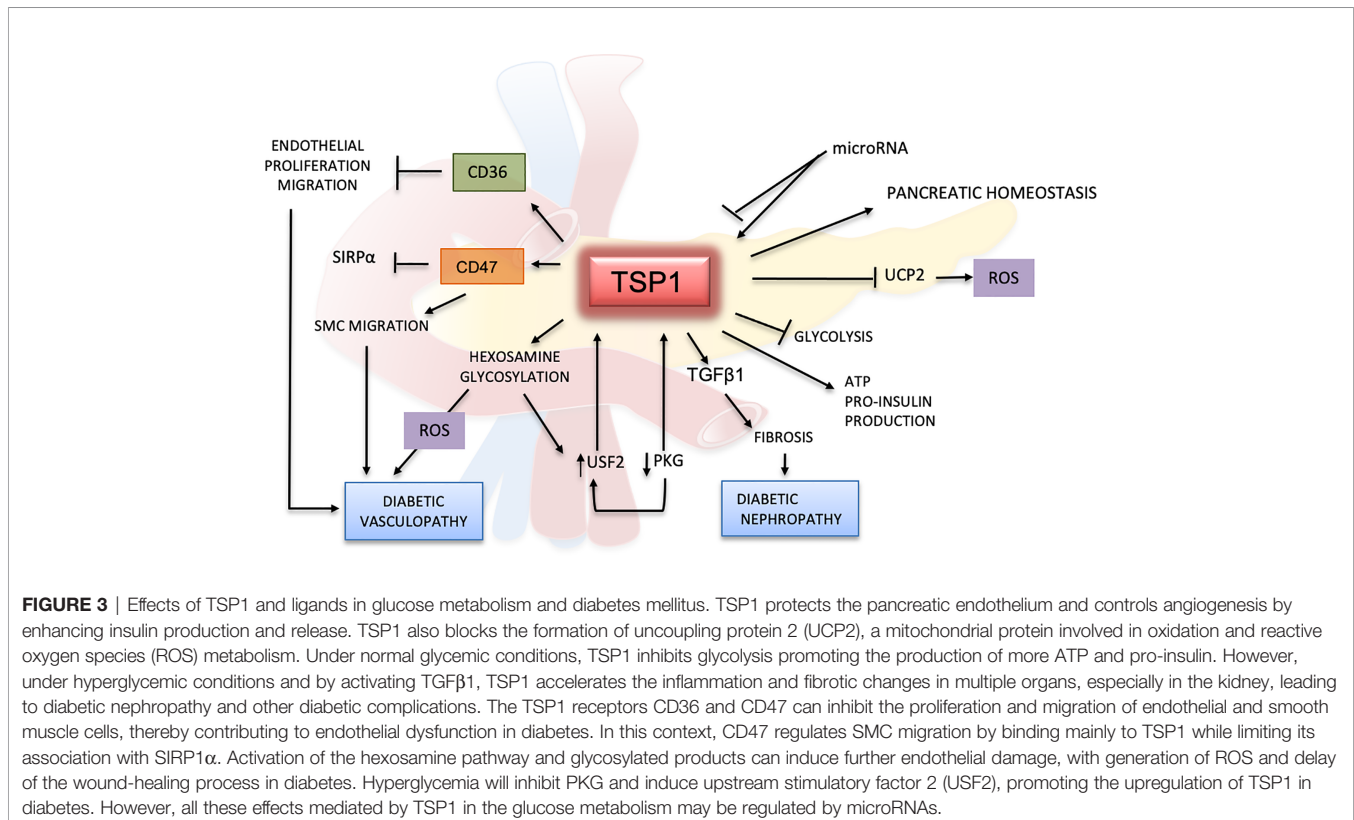 ENDOTHELIAL
PROLIFERATION
MIGRATION
CD36
microRNA
PANCREATIC HOMEOSTASIS
SIRPα
CD47
TSP1
UCP2
ROS
SMC MIGRATION
GLYCOLYSIS
HEXOSAMINE
GLYCOSYLATION
TGFβ1
ATP
PRO-INSULIN
PRODUCTION
ROS
FIBROSIS
USF2
PKG
DIABETIC
VASCULOPATHY
DIABETIC
NEPHROPATHY
FIGURE 3 | Effects of TSP1 and ligands in glucose metabolism and diabetes mellitus. TSP1 protects the pancreatic endothelium and controls angiogenesis by
enhancing insulin production and release. TSP1 also blocks the formation of uncoupling protein 2 (UCP2), a mitochondrial protein involved in oxidation and reactive
oxygen species (ROS) metabolism. Under normal glycemic conditions, TSP1 inhibits glycolysis promoting the production of more ATP and pro-insulin. However,
under hyperglycemic conditions and by activating TGFβ1, TSP1 accelerates the inflammation and fibrotic changes in multiple organs, especially in the kidney, leading
to diabetic nephropathy and other diabetic complications. The TSP1 receptors CD36 and CD47 can inhibit the proliferation and migration of endothelial and smooth
muscle cells, thereby contributing to endothelial dysfunction in diabetes. In this context, CD47 regulates SMC migration by binding mainly to TSP1 while limiting its
association with SIRP1α. Activation of the hexosamine pathway and glycosylated products can induce further endothelial damage, with generation of ROS and delay
of the wound-healing process in diabetes. Hyperglycemia will inhibit PKG and induce upstream stimulatory factor 2 (USF2), promoting the upregulation of TSP1 in
diabetes. However, all these effects mediated by TSP1 in the glucose metabolism may be regulated by microRNAs.